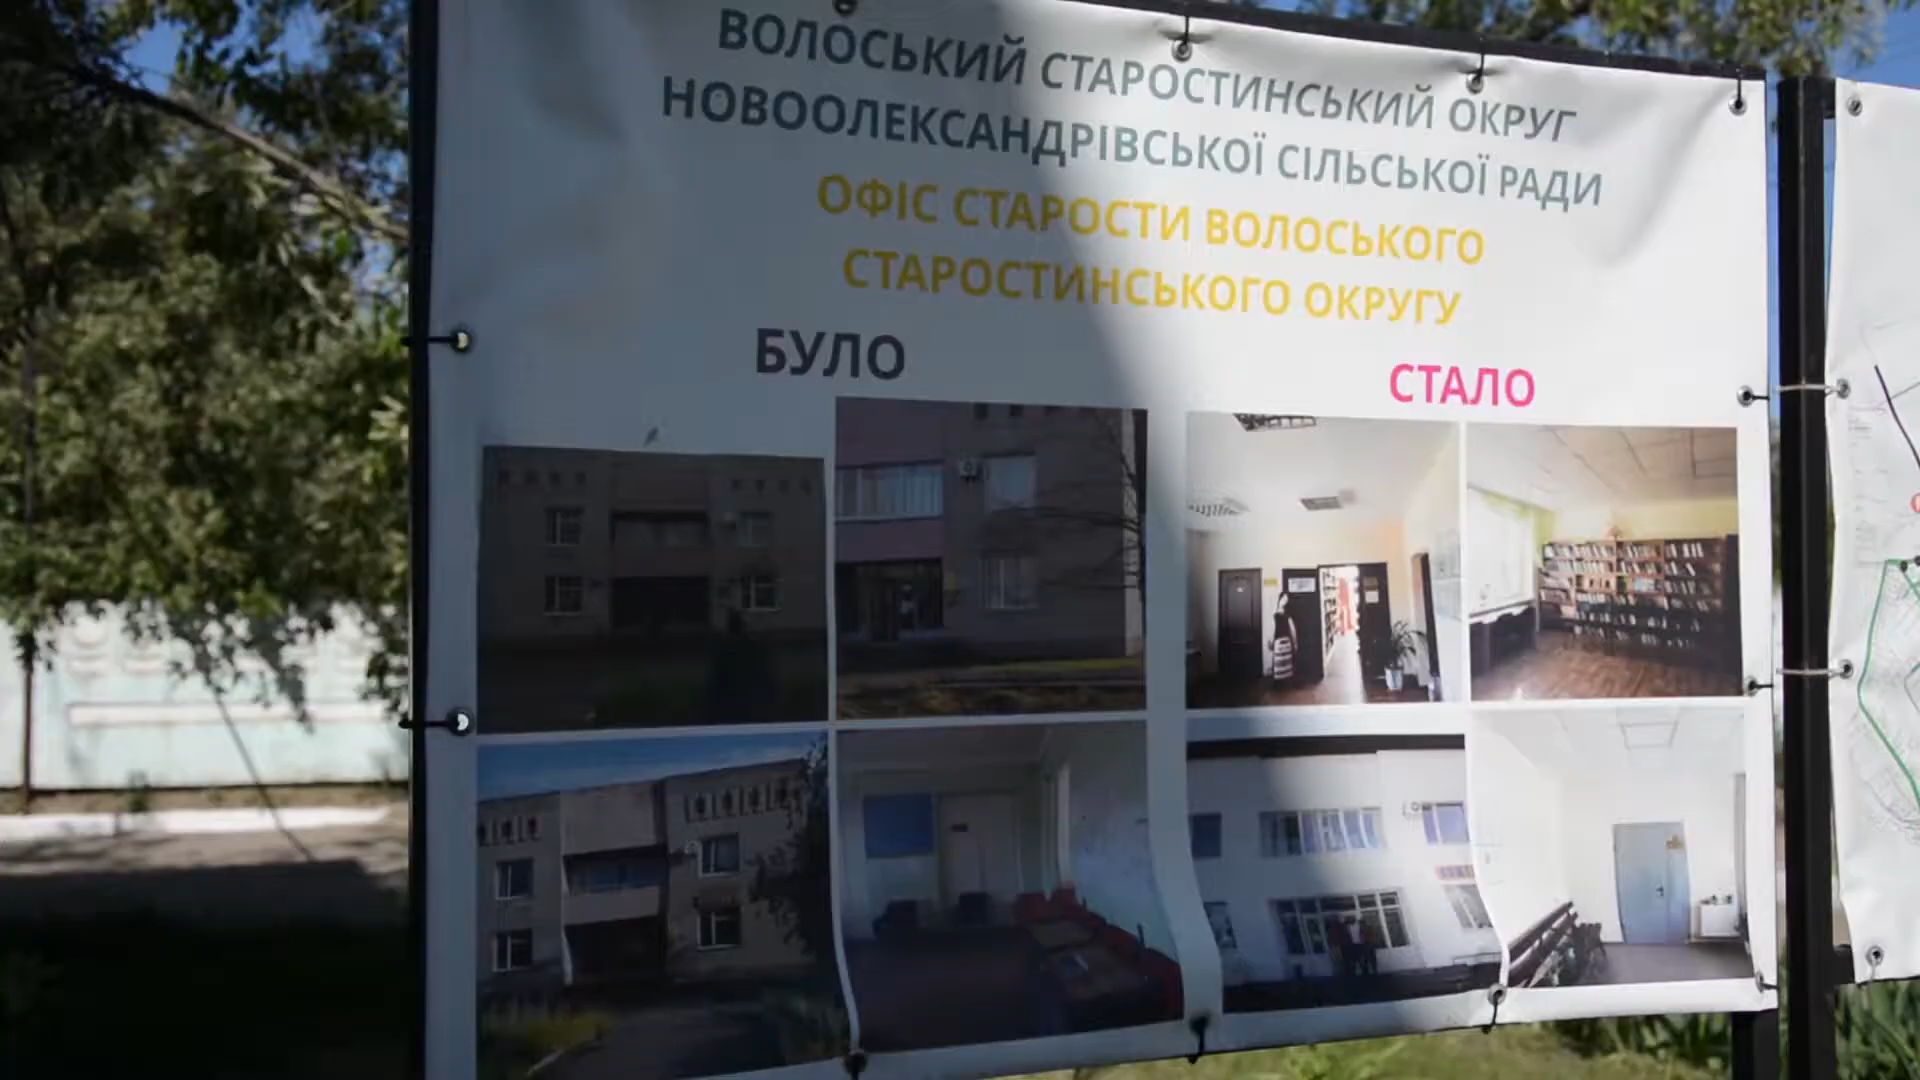 ВОЛОСЬКИЙ СТАРОСТИНСЬКИЙ ОКРУГ
НОВООЛЕКСАНДРІВСЬКОЇ СІЛЬСЬКОЇ РАДИ
ОФІС СТАРОСТИ ВОЛОСЬКОГО
СТАРОСТИНСЬКОГО ОКРУГУ
БУЛО
СТАЛО